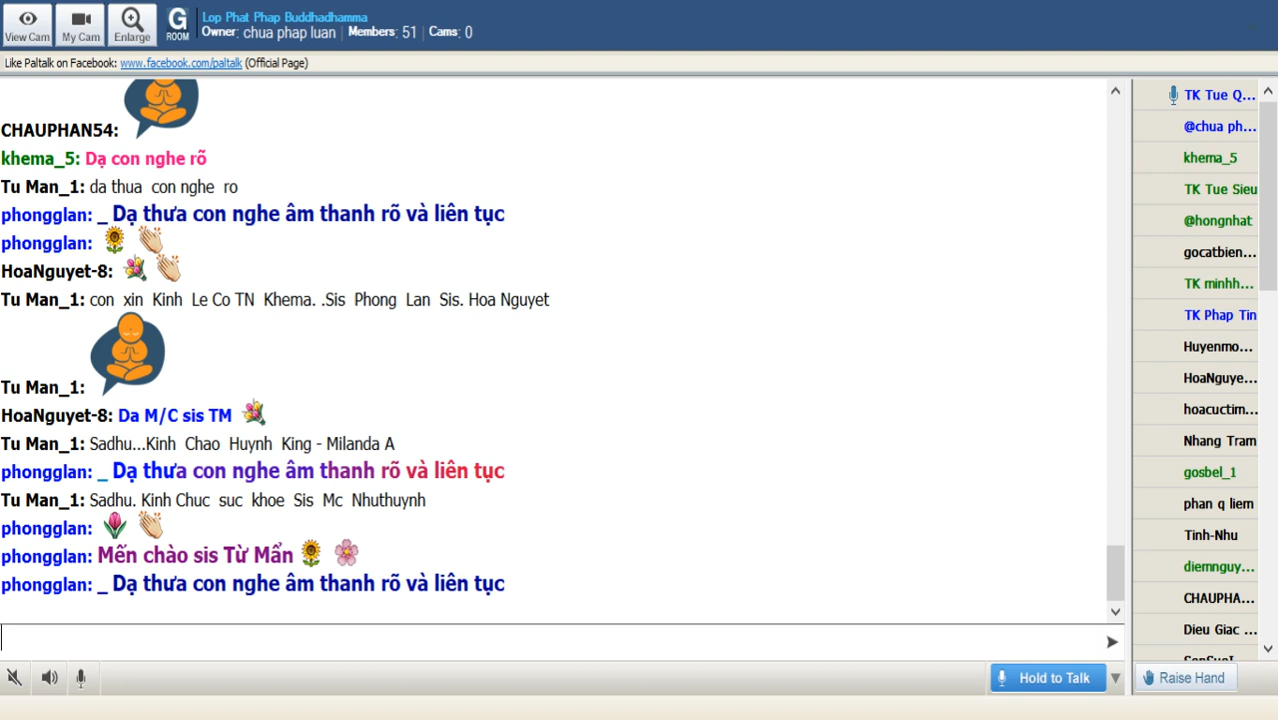 Lop Phat Phap Buddhadhamma
View Cam
My Cam
Enlarge
G
ROOM
Owner: chua phap luan | Members: 51 | Cams: 0
Like Paltalk on Facebook: www.facebook.com/paltalk (Official Page)
CHAUPHAN54:
khema_5: Dạ con nghe rõ
Tu Man_1: da thua con nghe ro
phongglan: _ Dạ thưa con nghe âm thanh rõ và liên tục
phongglan:
HoaNguyet-8:
Tu Man_1: con xin Kinh Le Co TN Khema. .Sis Phong Lan Sis. Hoa Nguyet
Tu Man_1:
HoaNguyet-8: Da M/C sis TM
Tu Man_1: Sadhu...Kinh Chao Huynh King - Milanda A
phongglan: _ Dạ thưa con nghe âm thanh rõ và liên tục
Tu Man_1: Sadhu. Kinh Chuc suc khoe Sis Mc Nhuthuynh
phongglan:
phongglan: Mến chào sis Từ Mẩn
phongglan: _ Dạ thưa con nghe âm thanh rõ và liên tục
TK Tue Q...
@chua ph...
khema_5
TK Tue Sieu
@hongnhat
gocatbien...
TK minhh...
TK Phap Tin
Huyenmo...
HoaNguye...
hoacuctim...
Nhang Tram
gosbel_1
phan q liem
Tinh-Nhu
diemnguy...
CHAUPHA...
Dieu Giac ...
Hold to Talk
Raise Hand